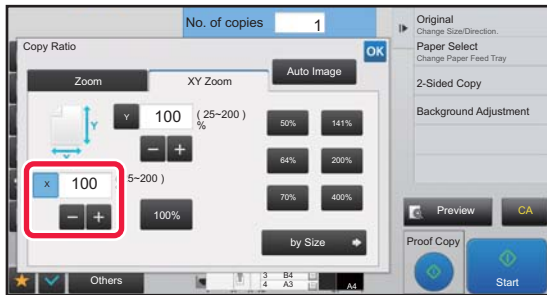 No. of copies 1
Copy Ratio
OK
Zoom
XY Zoom
Auto Image
Y
Y 100 ( 25~200 )
%
− +
X 100 5~200 )
− +
100%
50% 141%
64% 200%
70% 400%
by Size
Others
3 B4
4 A3
A4
Original
Change Size/Direction.
Paper Select
Change Paper Feed Tray
2-Sided Copy
Background Adjustment
Preview
CA
Proof Copy
Start